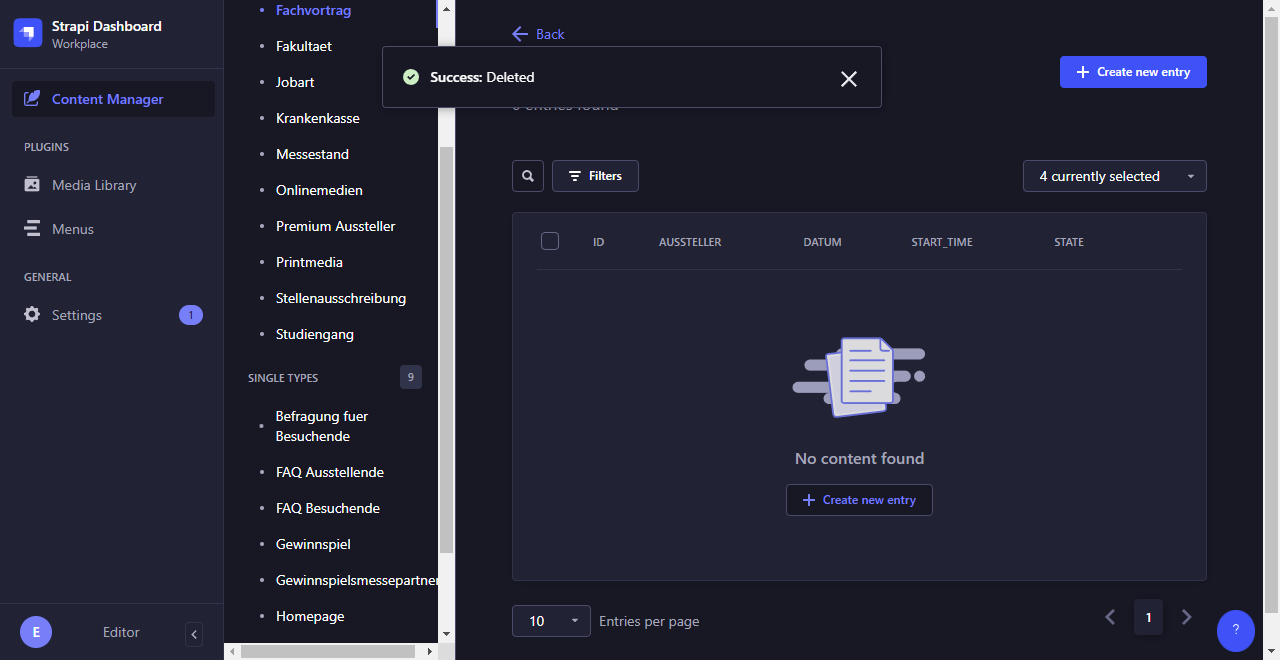 Strapi Dashboard
Workplace
Content Manager
PLUGINS
Media Library
Menus
GENERAL
Settings
1
E
Editor
Fachvortrag
Fakultaet
Jobart
Krankenkasse
Messestand
Onlinemedien
Premium Aussteller
Printmedia
Stellenausschreibung
Studiengang
SINGLE TYPES
9
Befragung fuer
Besuchende
FAQ Ausstellende
FAQ Besuchende
Gewinnspiel
Gewinnspielsmessepartner
Homepage
Back
Success: Deleted
Create new entry
0 entries found
Filters
4 currently selected
ID AUSSTELLER DATUM START_TIME STATE
No content found
Create new entry
10
Entries per page
1
?